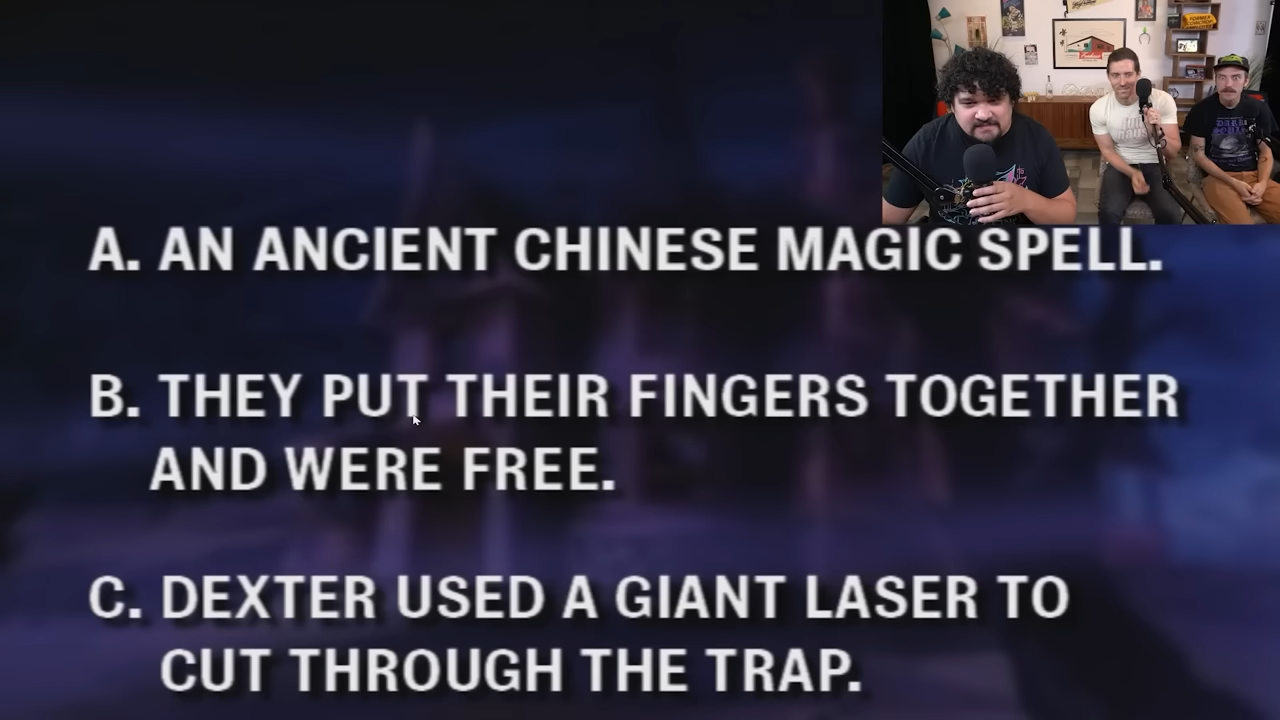 A. AN ANCIENT CHINESE MAGIC SPELL.
B. THEY PUT THEIR FINGERS TOGETHER
AND WERE FREE.
C. DEXTER USED A GIANT LASER TO
CUT THROUGH THE TRAP.